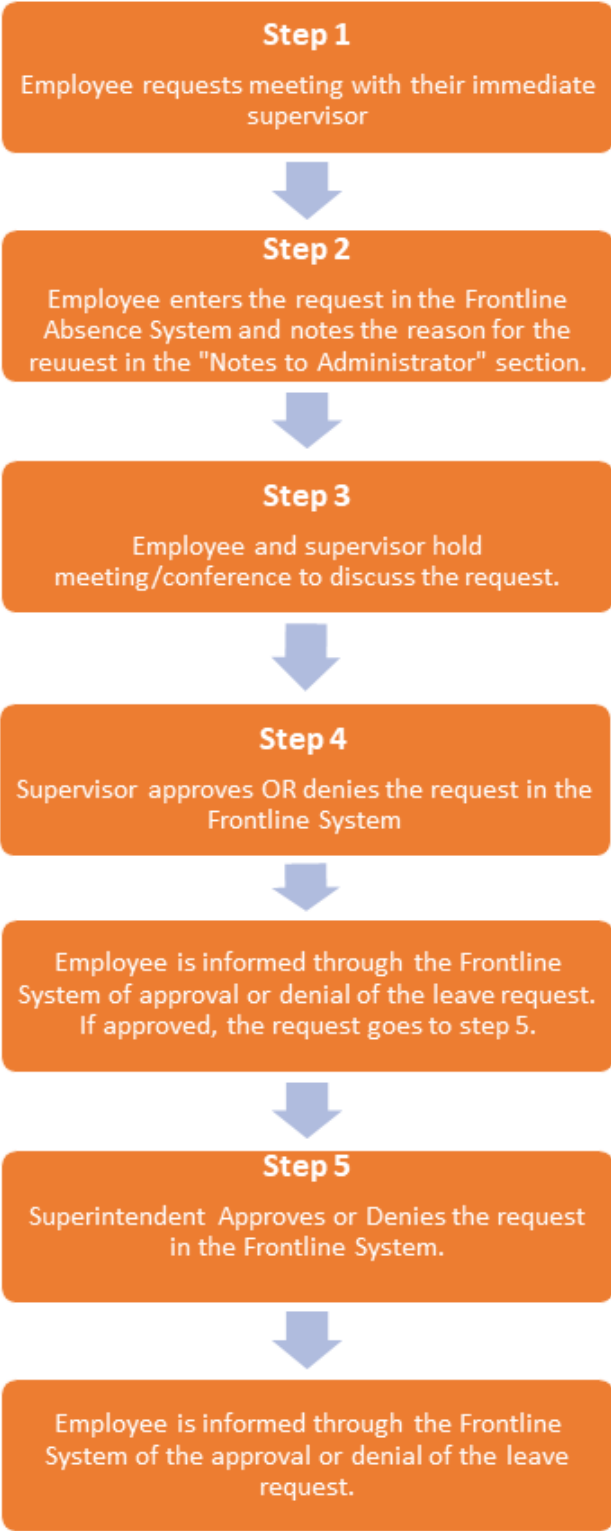 Step 1
Employee requests meeting with their immediate
supervisor
Step 2
Employee enters the request in the Frontline
Absence System and notes the reason for the
reuuest in the "Notes to Administrator" section.
Step 3
Employee and supervisor hold
meeting/conference to discuss the request.
Step 4
Supervisor approves OR denies the request in the
Frontline System
Employee is informed through the Frontline
System of approval or denial of the leave request.
If approved, the request goes to step 5.
Step 5
Superintendent Approves or Denies the request
in the Frontline System.
Employee is informed through the Frontline
System of the approval or denial of the leave
request.